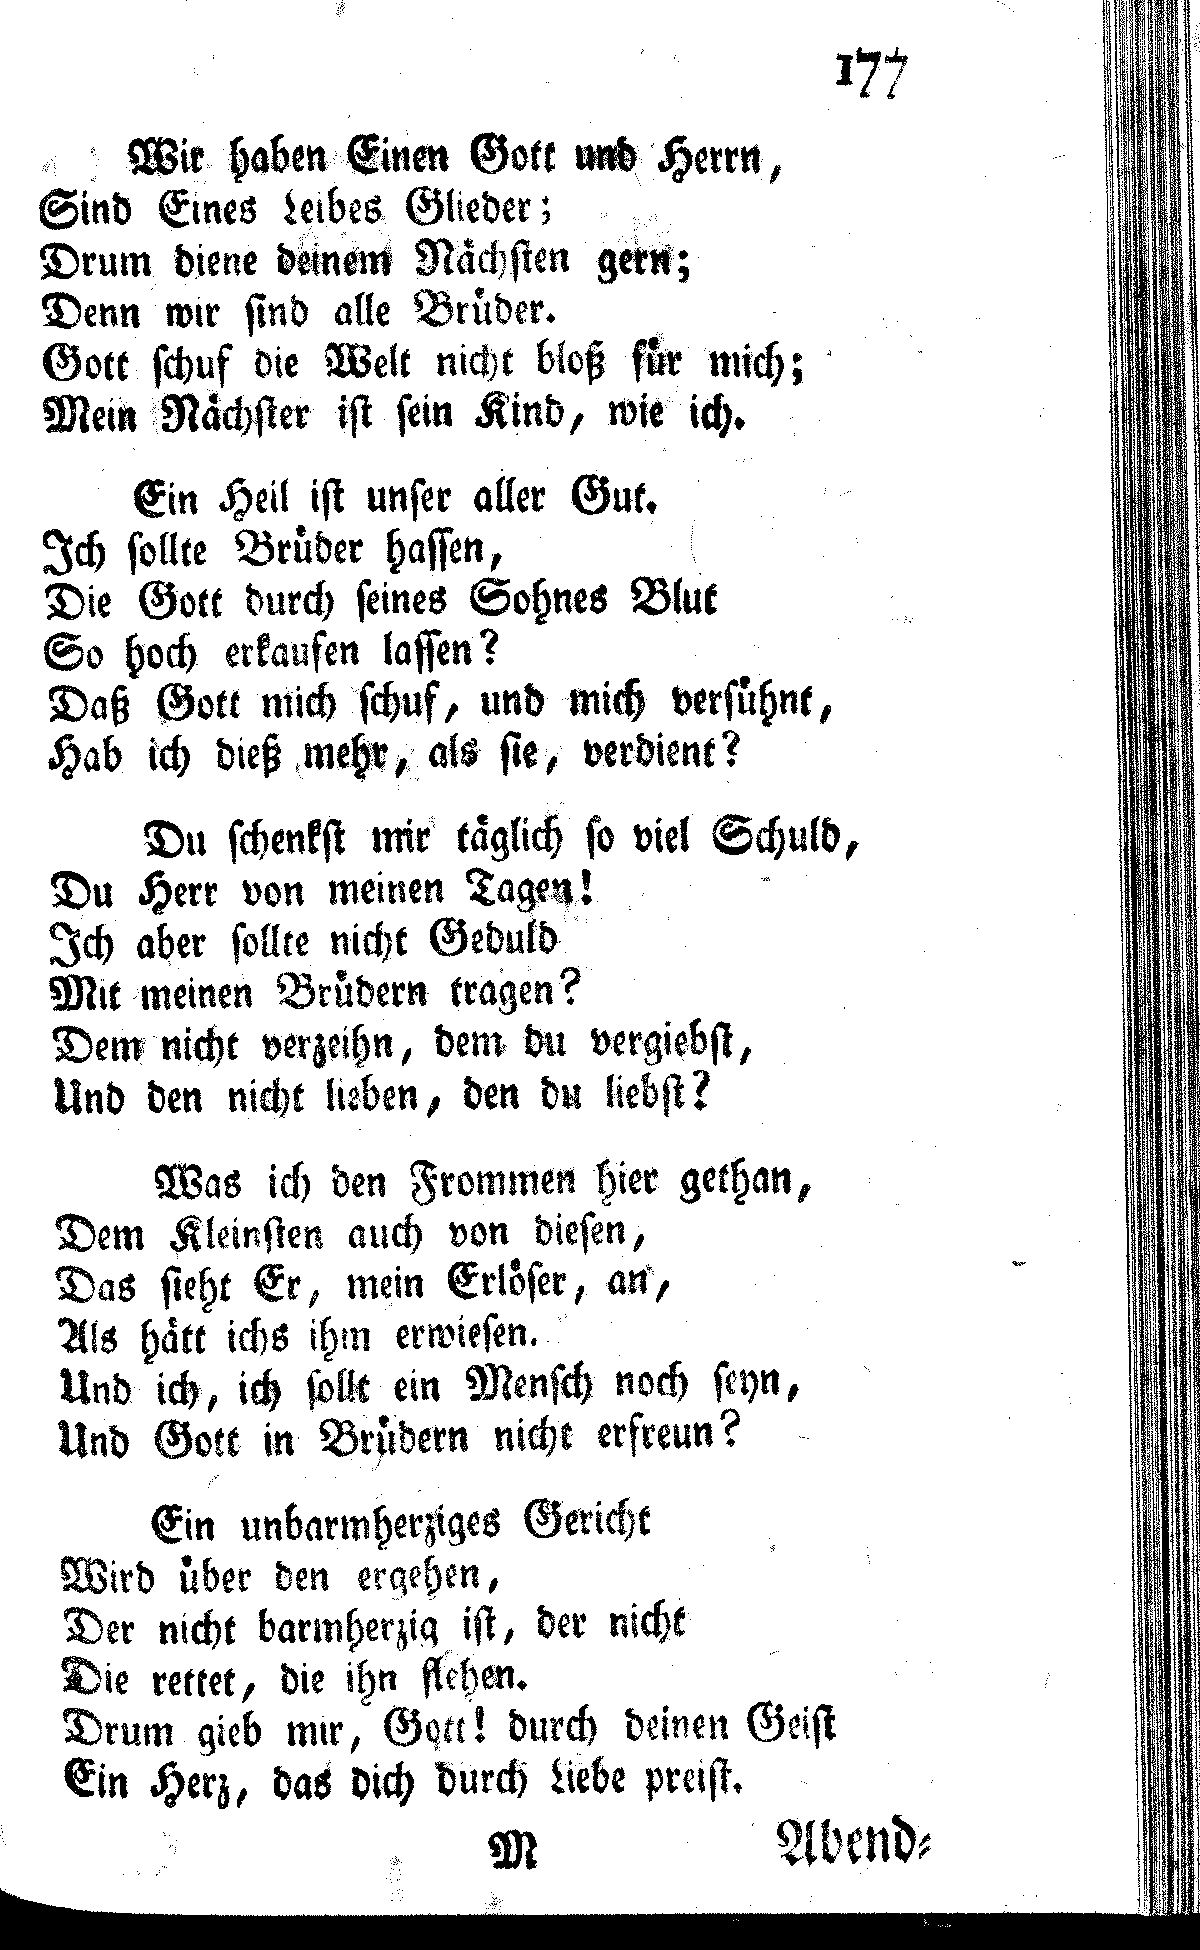 177
Wir haben Einen Gott und Herrn,
Sind Eines Leibes Glieder;
Drum diene deinem Nächsten gern;
Denn wir sind alle Brüder.
Gott schuf die Welt nicht bloß für mich;
Mein Nächster ist sein Kind, wie ich.
Ein Heil ist unser aller Gut.
Ich sollte Brüder hassen,
Die Gott durch seines Sohnes Blut
So hoch erkaufen lassen?
Daß Gott mich schuf, und mich versühnt,
Hab ich dieß mehr, als sie, verdient?
Du schenkst mir täglich so viel Schuld,
Du Herr von meinen Tagen!
Ich aber sollte nicht Geduld
Mit meinen Brüdern tragen?
Dem nicht verzeihn, dem du vergiebst,
Und den nicht lieben, den du liebst?
Was ich den Frommen hier gethan,
Dem Kleinsten auch von diesen,
Das sieht Er, mein Erlöser, an,
Als hätt ichs ihm erwiesen.
Und ich, ich sollt ein Mensch noch seyn,
Und Gott in Brüdern nicht erfreun?
Ein unbarmherziges Gericht
Wird über den ergehen,
Der nicht barmherzig ist, der nicht
Die rettet, die ihn flehen.
Drum gieb mir, Gott! durch deinen Geist
Ein Herz, das dich durch Liebe preist.
M Abend-